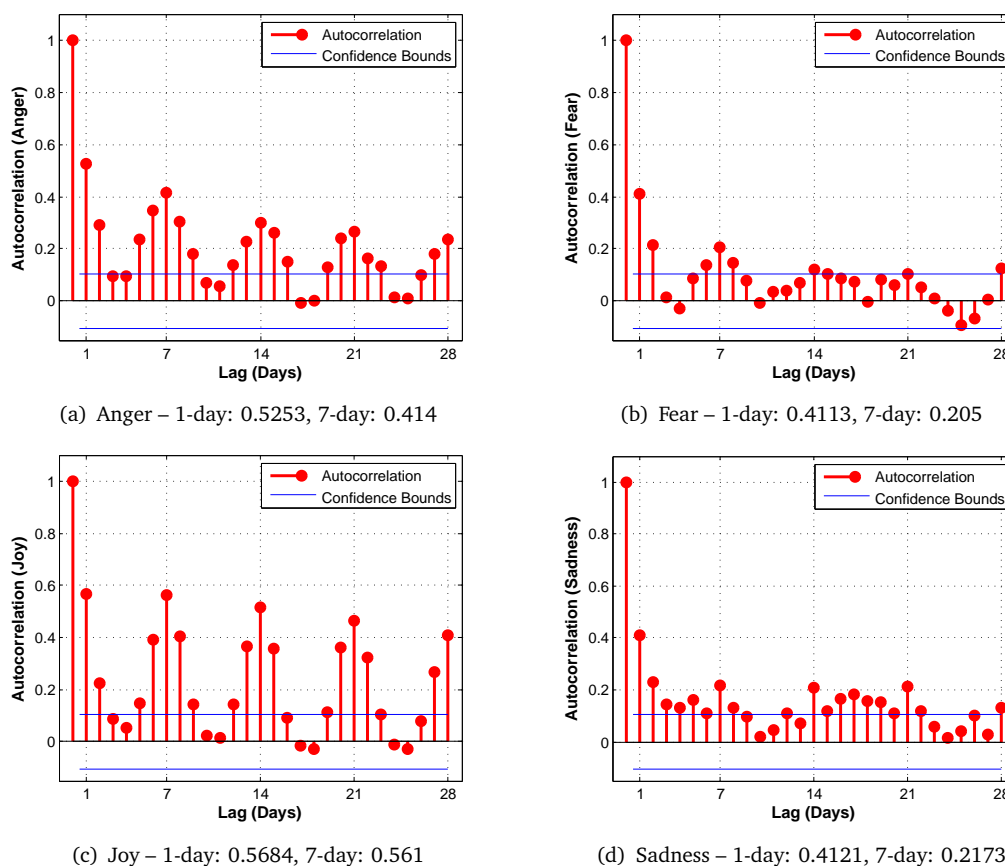 Autocorrelation
Confidence Bounds
1
0.8
0.6
0.4
0.2
0
Autocorrelation (Anger)
1 7 14 21 28
Lag (Days)
(a) Anger – 1-day: 0.5253, 7-day: 0.414
Autocorrelation
Confidence Bounds
1
0.8
0.6
0.4
0.2
0
Autocorrelation (Fear)
1 7 14 21 28
Lag (Days)
(b) Fear – 1-day: 0.4113, 7-day: 0.205
Autocorrelation
Confidence Bounds
1
0.8
0.6
0.4
0.2
0
Autocorrelation (Joy)
1 7 14 21 28
Lag (Days)
(c) Joy – 1-day: 0.5684, 7-day: 0.561
Autocorrelation
Confidence Bounds
1
0.8
0.6
0.4
0.2
0
Autocorrelation (Sadness)
1 7 14 21 28
Lag (Days)
(d) Sadness – 1-day: 0.4121, 7-day: 0.2173